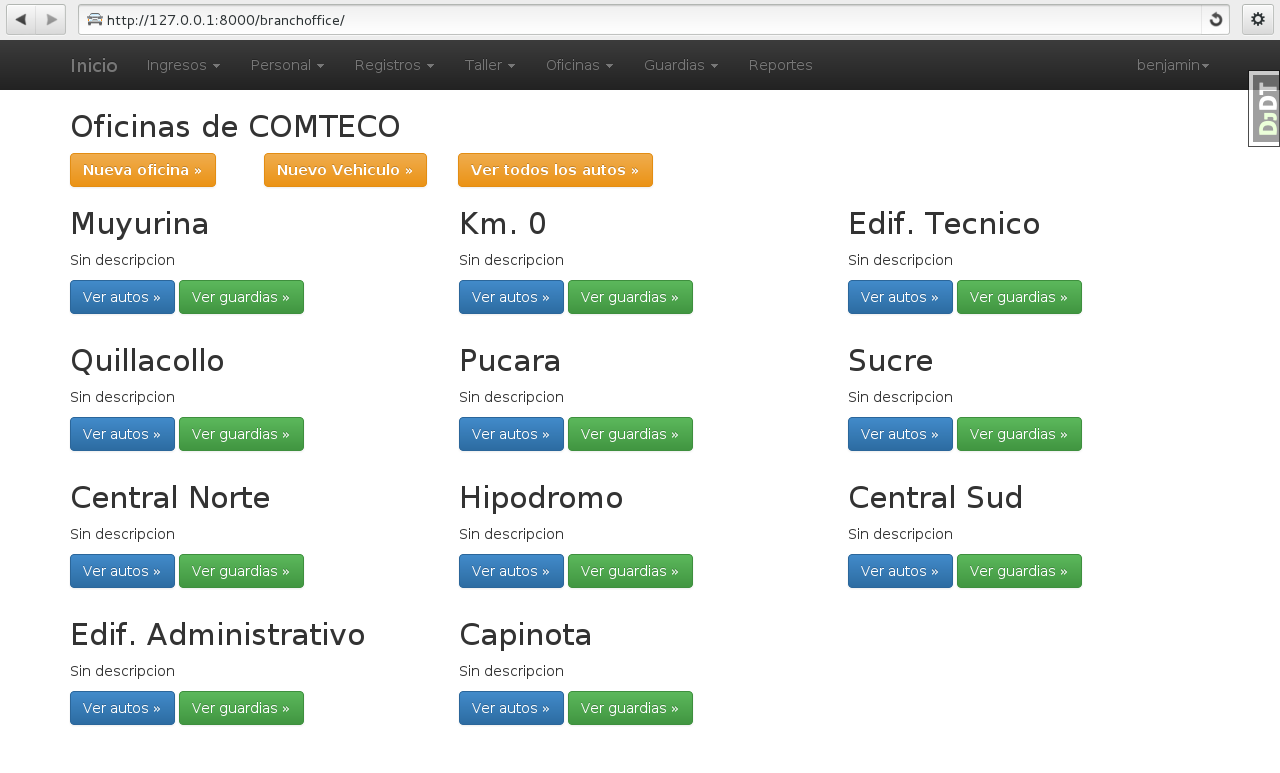 http://127.0.0.1:8000/branchoffice/
Inicio Ingresos Personal Registros Taller Oficinas Guardias Reportes benjamin
DjDT
Oficinas de COMTECO
Nueva oficina » Nuevo Vehiculo » Ver todos los autos »
Muyurina Km. 0 Edif. Tecnico
Sin descripcion Sin descripcion Sin descripcion
Ver autos » Ver guardias » Ver autos » Ver guardias » Ver autos » Ver guardias »
Quillacollo Pucara Sucre
Sin descripcion Sin descripcion Sin descripcion
Ver autos » Ver guardias » Ver autos » Ver guardias » Ver autos » Ver guardias »
Central Norte Hipodromo Central Sud
Sin descripcion Sin descripcion Sin descripcion
Ver autos » Ver guardias » Ver autos » Ver guardias » Ver autos » Ver guardias »
Edif. Administrativo Capinota
Sin descripcion Sin descripcion
Ver autos » Ver guardias » Ver autos » Ver guardias »